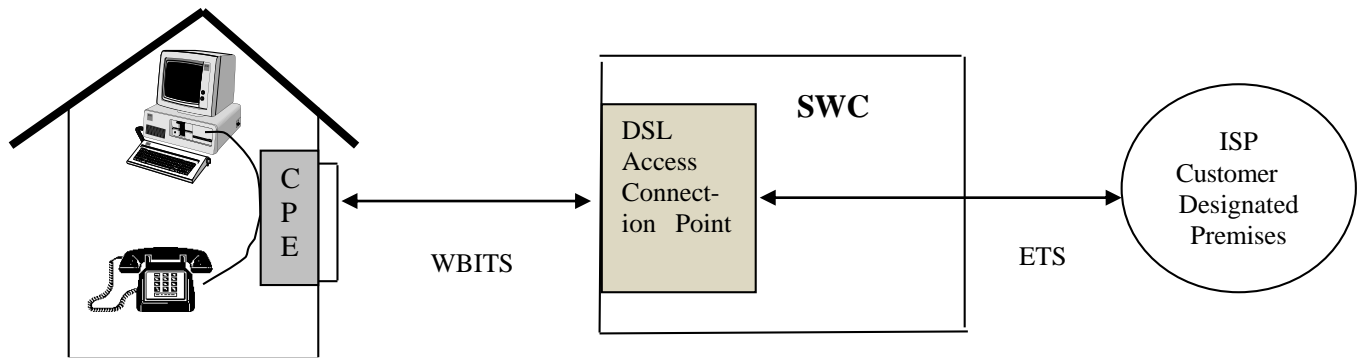 C
P
E
WBITS
SWC
DSL
Access
Connect-
ion Point
ETS
ISP
Customer
Designated
Premises